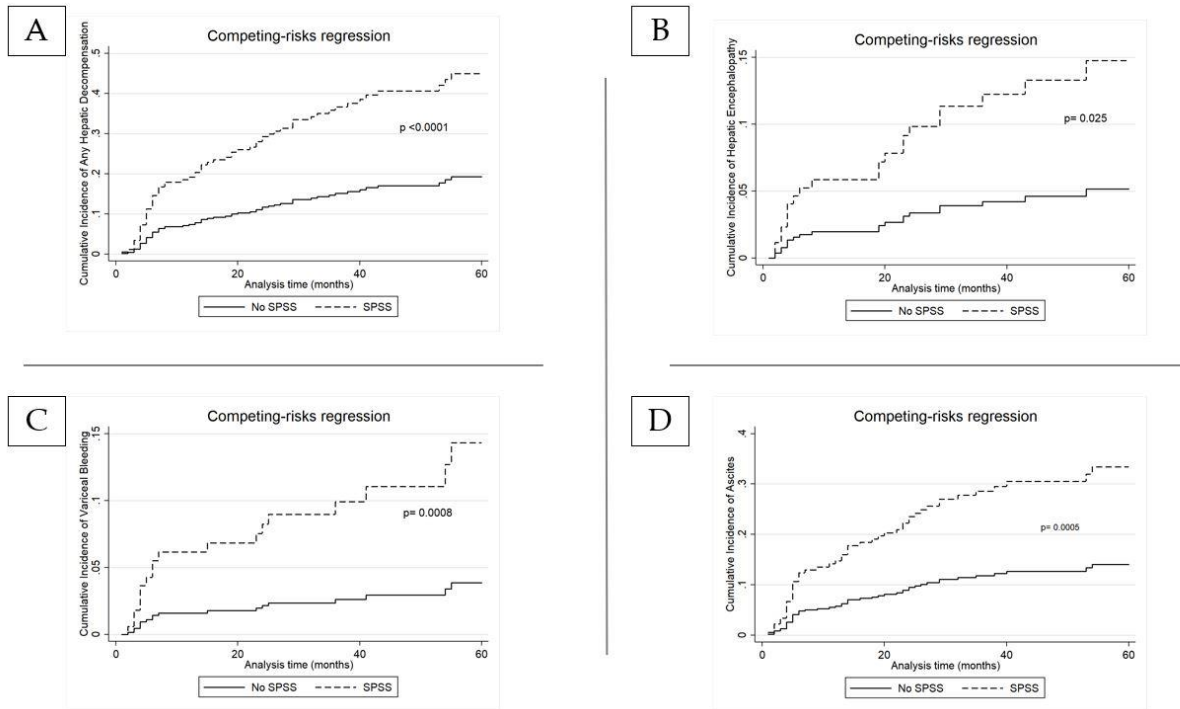 A
Competing-risks regression
Cumulative Incidence of Any Hepatic Decompensation
.5
.4
.3
.2
.1
0
p <0.0001
0 20 40 60
Analysis time (months)
No SPSS SPSS
B
Competing-risks regression
Cumulative Incidence of Hepatic Encephalopathy
.15
.1
.05
0
p= 0.025
0 20 40 60
Analysis time (months)
No SPSS SPSS
C
Competing-risks regression
Cumulative Incidence of Variceal Bleeding
.15
.1
.05
0
p= 0.0008
0 20 40 60
Analysis time (months)
No SPSS SPSS
D
Competing-risks regression
Cumulative Incidence of Ascites
.4
.3
.2
.1
0
p= 0.0005
0 20 40 60
Analysis time (months)
No SPSS SPSS